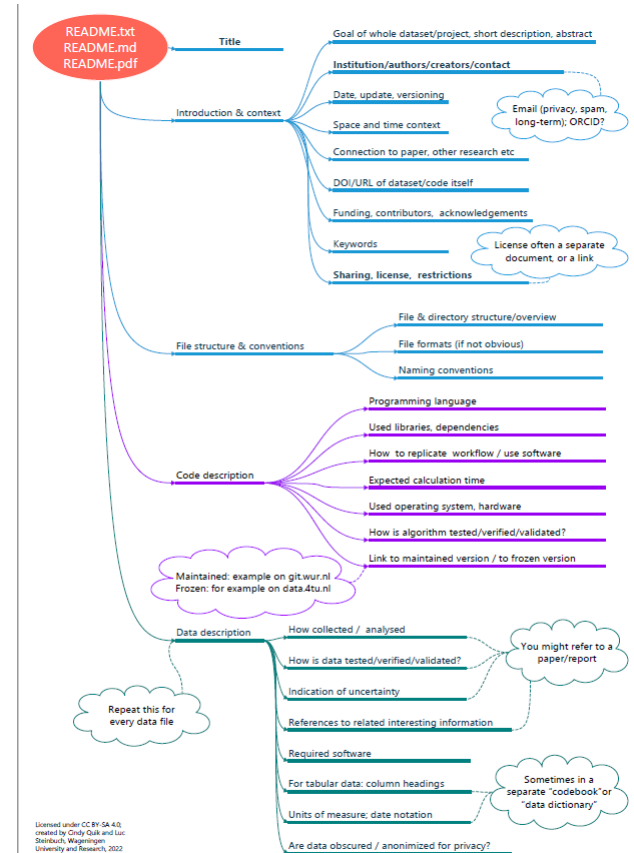 README.txt
README.md
README.pdf
Title
Introduction & context
Goal of whole dataset/project, short description, abstract
Institution/authors/creators/contact
Date, update, versioning
Space and time context
Connection to paper, other research etc
DOI/URL of dataset/code itself
Funding, contributors, acknowledgements
Keywords
Sharing, license, restrictions
Email (privacy, spam,
long-term); ORCID?
License often a separate
document, or a link
File structure & conventions
File & directory structure/overview
File formats (if not obvious)
Naming conventions
Code description
Programming language
Used libraries, dependencies
How to replicate workflow / use software
Expected calculation time
Used operating system, hardware
How is algorithm tested/verified/validated?
Link to maintained version / to frozen version
Maintained: example on git.wur.nl
Frozen: for example on data.4tu.nl
Data description
How collected / analysed
How is data tested/verified/validated?
Indication of uncertainty
References to related interesting information
Required software
For tabular data: column headings
Units of measure; date notation
Are data obscured / anonimized for privacy?
You might refer to a
paper/report
Repeat this for
every data file
Sometimes in a
separate "codebook"or
"data dictionary"
Licensed under CC BY-SA 4.0;
created by Cindy Quik and Luc
Steinbuch, Wageningen
University and Research, 2022